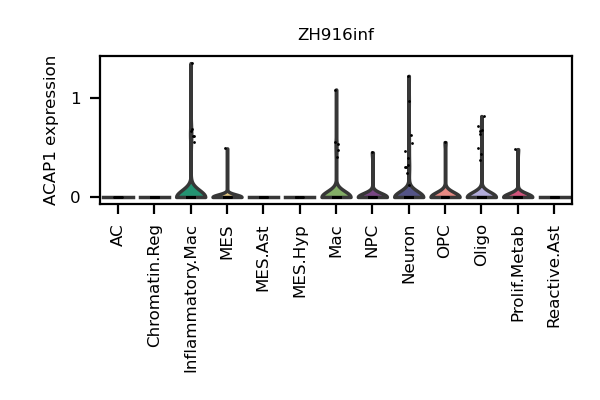 ZH916inf
ACAP1 expression
1
0
AC
Chromatin.Reg
Inflammatory.Mac
MES
MES.Ast
MES.Hyp
Mac
NPC
Neuron
OPC
Oligo
Prolif.Metab
Reactive.Ast